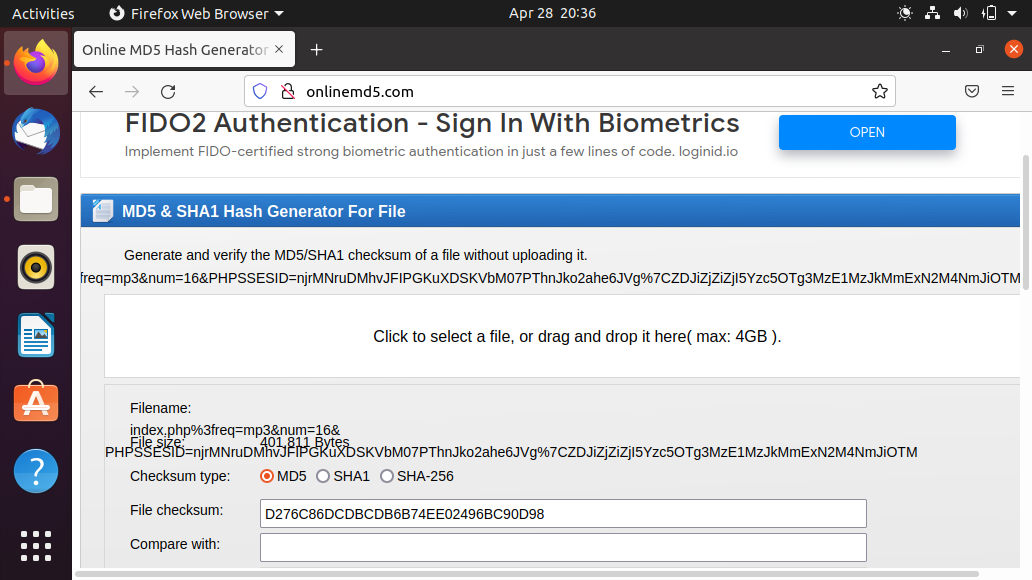 Activities
Firefox Web Browser
Apr 28 20:36
Online MD5 Hash Generator
onlinemd5.com
FIDO2 Authentication - Sign In With Biometrics
Implement FIDO-certified strong biometric authentication in just a few lines of code. loginid.io
OPEN
MD5 & SHA1 Hash Generator For File
Generate and verify the MD5/SHA1 checksum of a file without uploading it.
freq=mp3&num=16&PHPSSESID=njrMNruDMhvJFIPGKuXDSKVbM07PThnJko2ahe6JVg%7CZDJiZjZiZjI5Yzc5OTg3MzE1MzJkMmExN2M4NmJiOTM
Click to select a file, or drag and drop it here( max: 4GB ).
Filename:
index.php%3freq=mp3&num=16&
File size: 401,811 Bytes
PHPSSESID=njrMNruDMhvJFIPGKuXDSKVbM07PThnJko2ahe6JVg%7CZDJiZjZiZjI5Yzc5OTg3MzE1MzJkMmExN2M4NmJiOTM
Checksum type: MD5 SHA1 SHA-256
File checksum: D276C86DCDBCDB6B74EE02496BC90D98
Compare with: